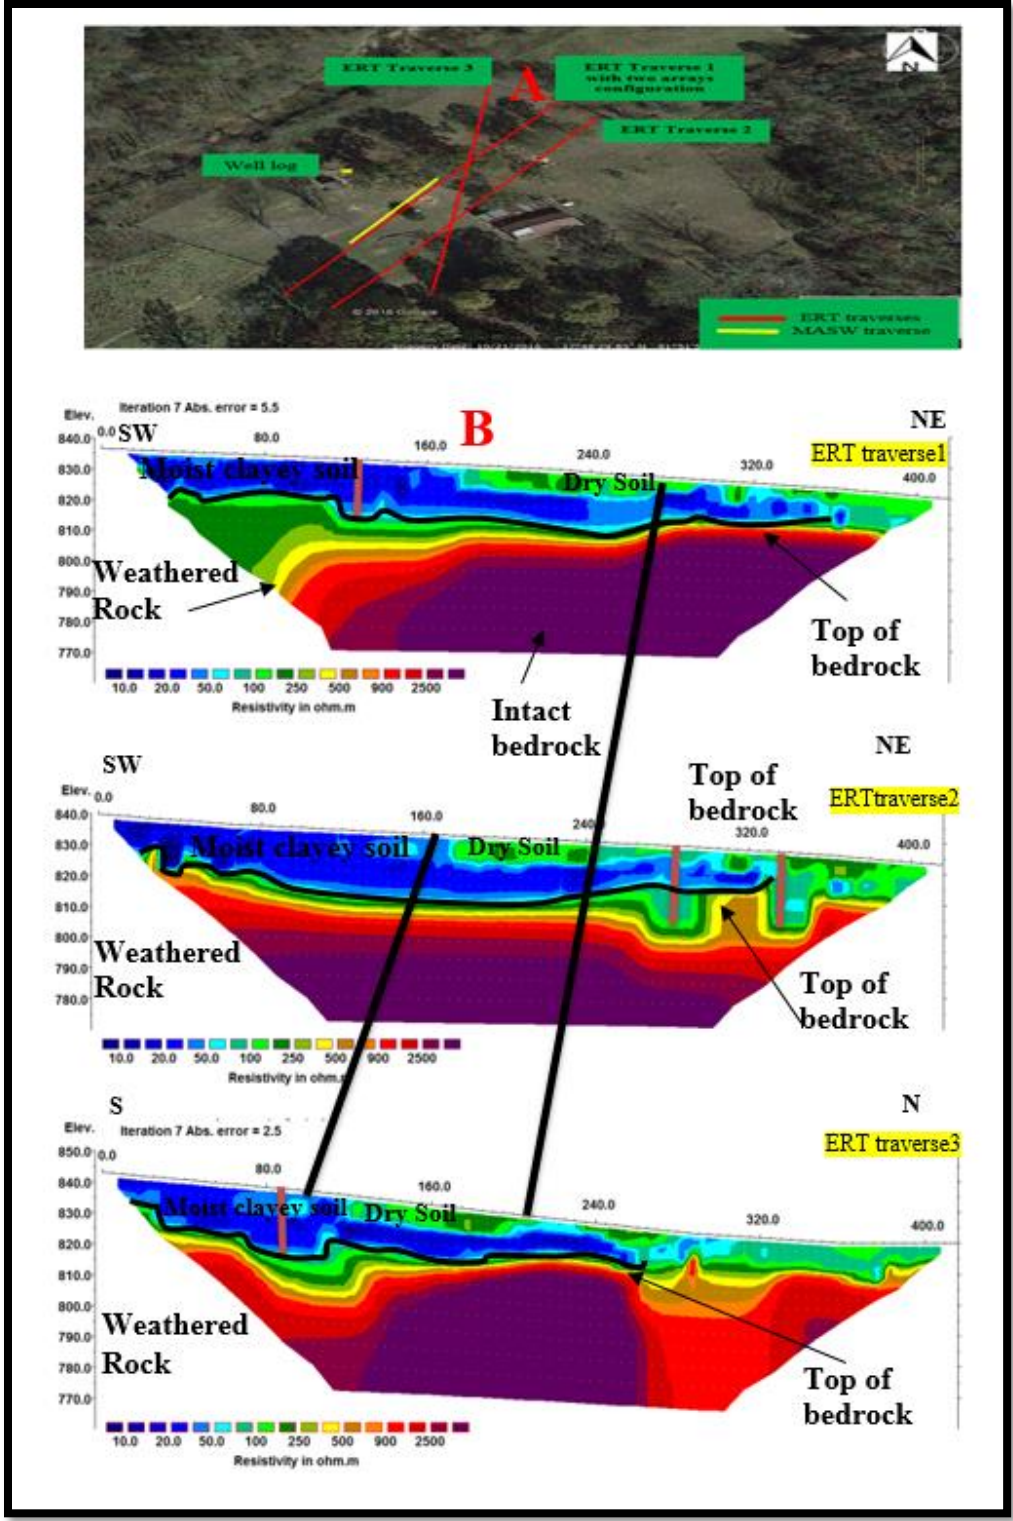 ERT Traverse 3
A
ERT Traverse 1
with two arrays
configuration
N
ERT Traverse 2
Well log
ERT traverses
MASW traverse
Elev.
Iteration 7 Abs. error = 5.5
B
NE
SW
ERT traverse1
840.0
0.0
80.0
160.0
240.0
320.0
400.0
830.0
Moist clayey soil
Dry Soil
820.0
810.0
800.0
Weathered
Rock
790.0
780.0
770.0
Top of
bedrock
10.0 20.0 50.0 100 250 500 900 2500
Resistivity in ohm.m
Intact
bedrock
SW
NE
Top of
bedrock
ERTtraverse2
Elev.
0.0
80.0
160.0
240
320.0
400.0
840.0
830.0
Moist clayey soil
Dry Soil
820.0
810.0
800.0
Weathered
Rock
790.0
780.0
Top of
bedrock
10.0 20.0 50.0 100 250 500 900 2500
Resistivity in ohm.m
S
N
Elev.
Iteration 7 Abs. error = 2.5
ERT traverse3
850.0
0.0
80.0
160.0
240.0
320.0
400.0
840.0
830.0
Moist clayey soil
Dry Soil
820.0
810.0
800.0
Weathered
Rock
790.0
780.0
770.0
Top of
bedrock
10.0 20.0 50.0 100 250 500 900 2500
Resistivity in ohm.m